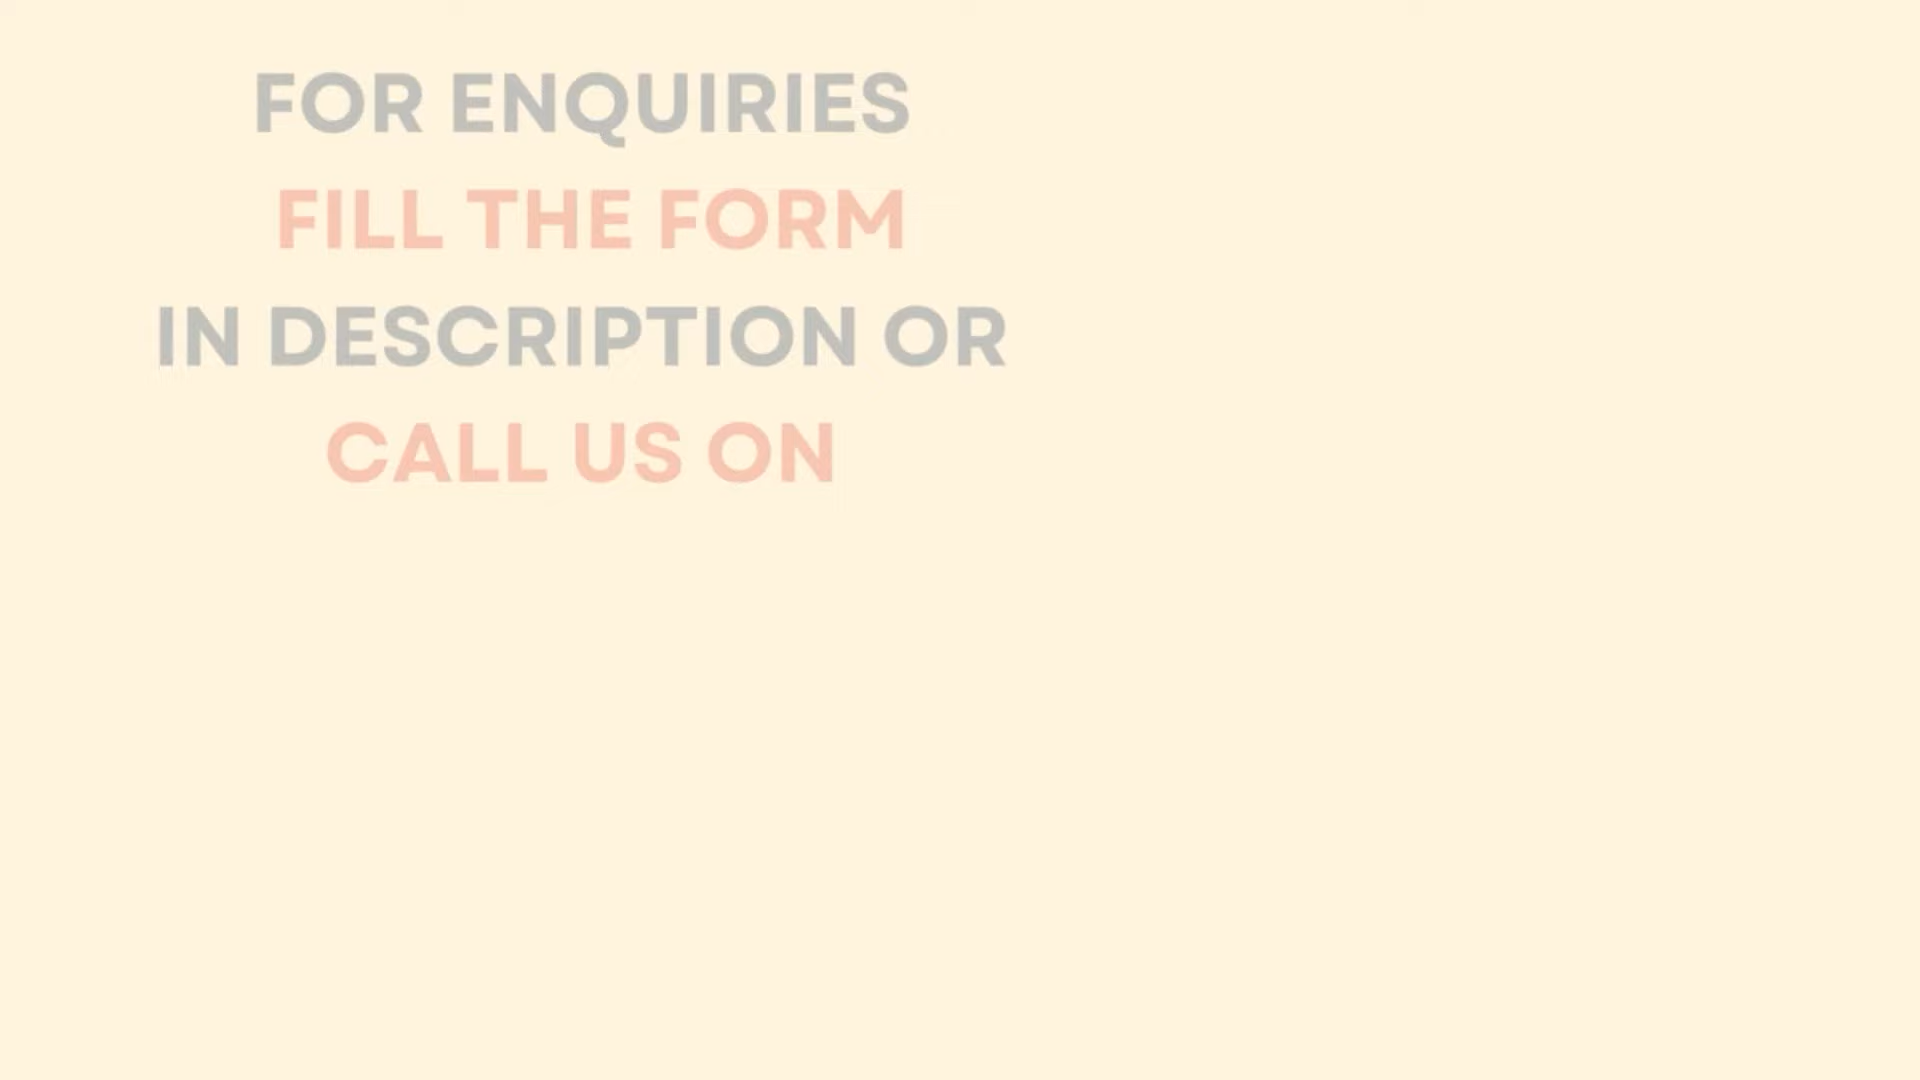 FOR ENQUIRIES
FILL THE FORM
IN DESCRIPTION OR
CALL US ON